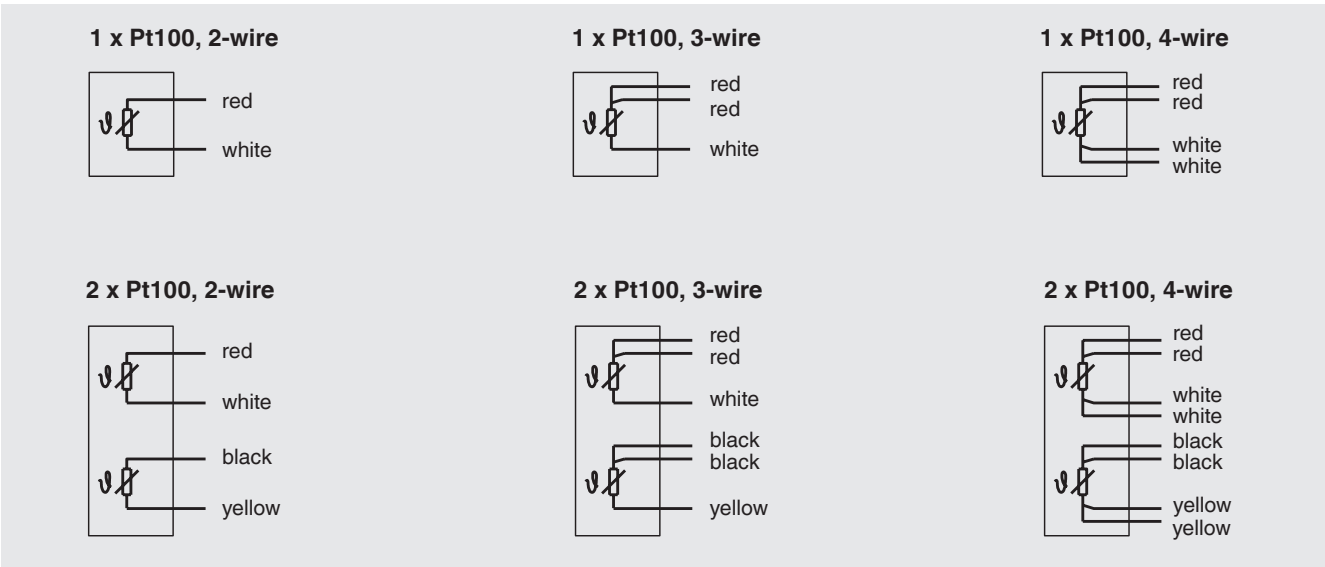 1 x Pt100, 2-wire
red
white
1 x Pt100, 3-wire
red
red
white
1 x Pt100, 4-wire
red
red
white
white
2 x Pt100, 2-wire
red
white
black
yellow
2 x Pt100, 3-wire
red
red
white
black
black
yellow
2 x Pt100, 4-wire
red
red
white
white
black
black
yellow
yellow
ϑ
ϑ
ϑ
ϑ
ϑ
ϑ
ϑ
ϑ
ϑ